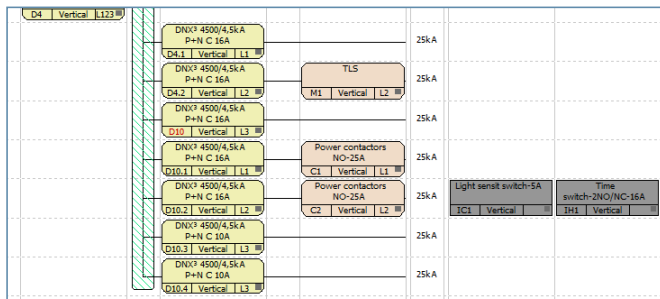 D4 Vertical L123
DNX³ 4500/4,5kA
P+N C 16A
D4.1 Vertical L1
25kA
DNX³ 4500/4,5kA
P+N C 16A
D4.2 Vertical L2
TLS
M1 Vertical L2
25kA
DNX³ 4500/4,5kA
P+N C 16A
D10 Vertical L3
25kA
DNX³ 4500/4,5kA
P+N C 16A
D10.1 Vertical L1
Power contactors
NO-25A
C1 Vertical L1
25kA
DNX³ 4500/4,5kA
P+N C 16A
D10.2 Vertical L2
Power contactors
NO-25A
C2 Vertical L2
25kA
Light sensit switch-5A
IC1 Vertical
Time
switch-2NO/NC-16A
IH1 Vertical
DNX³ 4500/4,5kA
P+N C 10A
D10.3 Vertical L3
25kA
DNX³ 4500/4,5kA
P+N C 10A
D10.4 Vertical L3
25kA